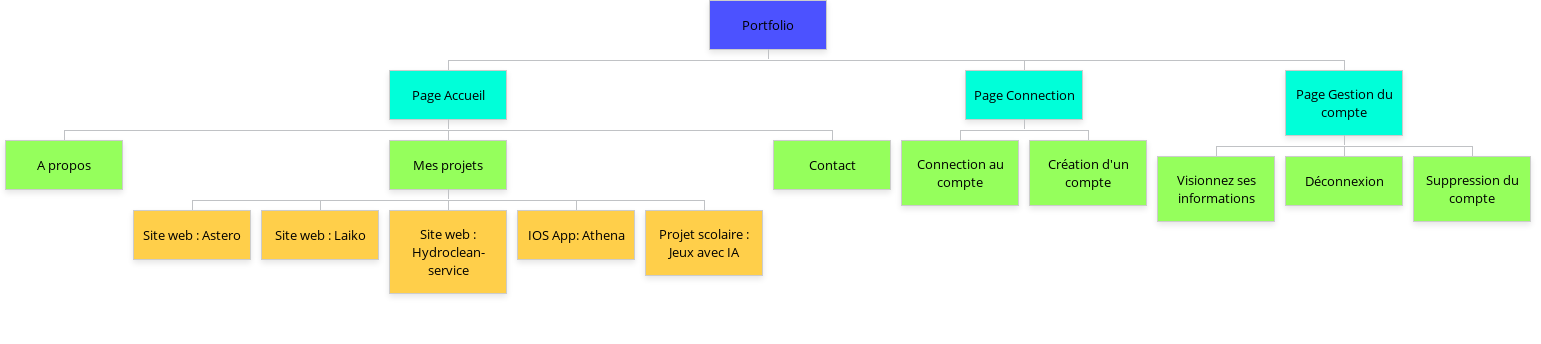 Portfolio
Page Accueil
Page Connection
Page Gestion du
compte
A propos
Mes projets
Contact
Connection au
compte
Création d'un
compte
Visionnez ses
informations
Déconnexion
Suppression du
compte
Site web : Astero
Site web : Laiko
Site web :
Hydroclean-
service
IOS App: Athena
Projet scolaire :
Jeux avec IA